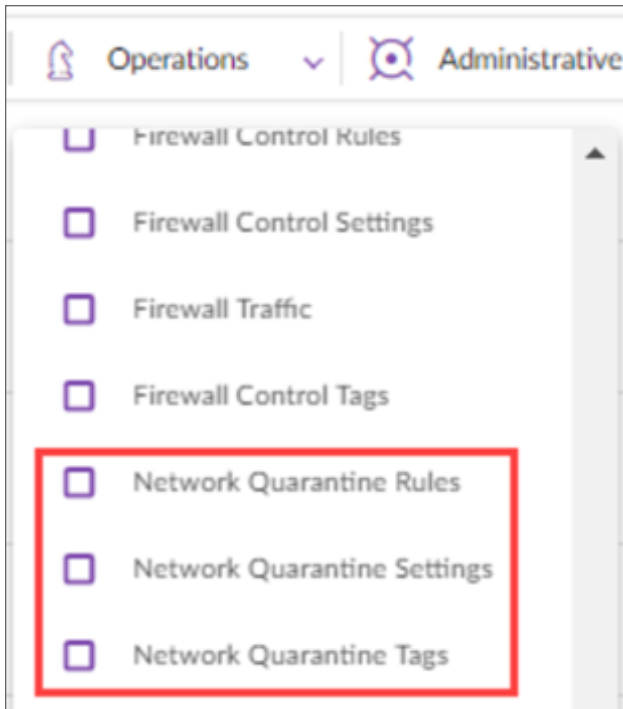 Operations
Administrative
Firewall Control Rules
Firewall Control Settings
Firewall Traffic
Firewall Control Tags
Network Quarantine Rules
Network Quarantine Settings
Network Quarantine Tags